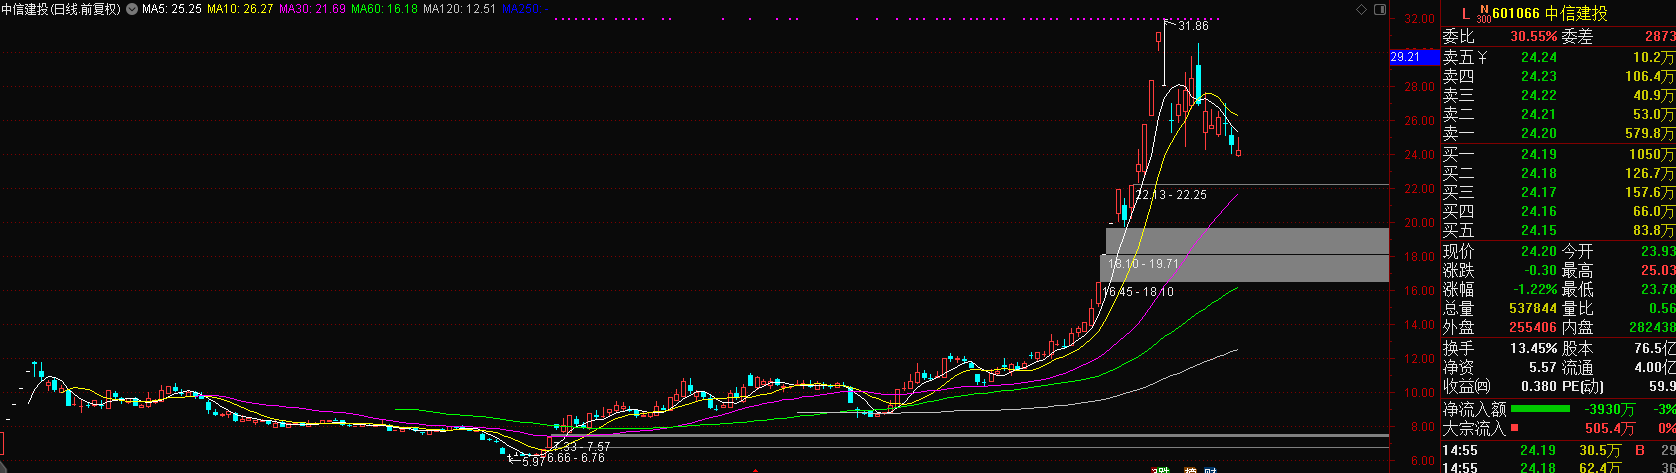 中信建投(日线.前复权) MA5: 25.25 MA10: 26.27 MA30: 21.69 MA60: 16.18 MA120: 12.51 MA250: -
31.86
22.13 - 22.25
18.10 - 19.71
16.45 - 18.10
7.33 - 7.57
6.66 - 6.76
5.97
32.00
29.21
28.00
26.00
24.00
22.00
20.00
18.00
16.00
14.00
12.00
10.00
8.00
6.00
L N 300 601066 中信建投
委比 30.55% 委差 2873
卖五 ¥ 24.24 10.2万
卖四 24.23 106.4万
卖三 24.22 40.9万
卖二 24.21 53.0万
卖一 24.20 579.8万
买一 24.19 1050万
买二 24.18 126.7万
买三 24.17 157.6万
买四 24.16 66.0万
买五 24.15 83.8万
现价 24.20 今开 23.93
涨跌 -0.30 最高 25.03
涨幅 -1.22% 最低 23.78
总量 537844 量比 0.56
外盘 255406 内盘 282438
换手 13.45% 股本 76.5亿
净资 5.57 流通 4.00亿
收益㈣ 0.380 PE(动) 59.9
净流入额 -3930万 -3%
大宗流入 505.4万 0%
14:55 24.19 30.5万 B 25
14:55 24.18 62.4万 36